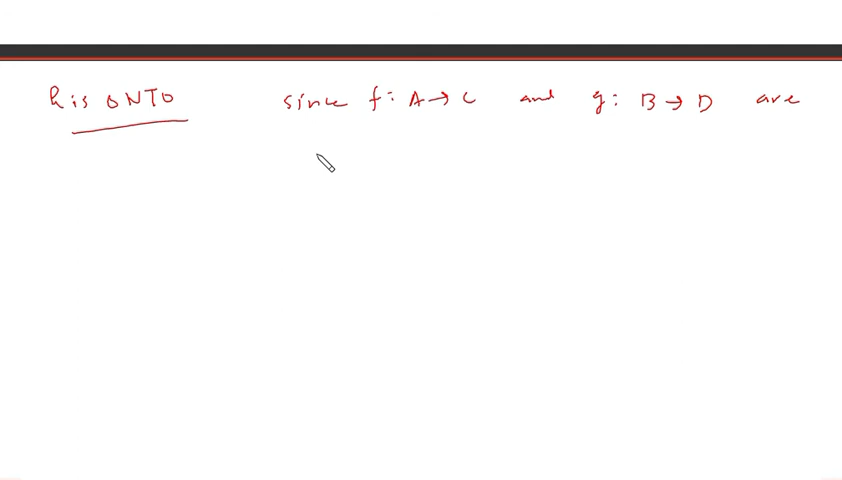 h is ONTO since f: A → C and g: B → D are